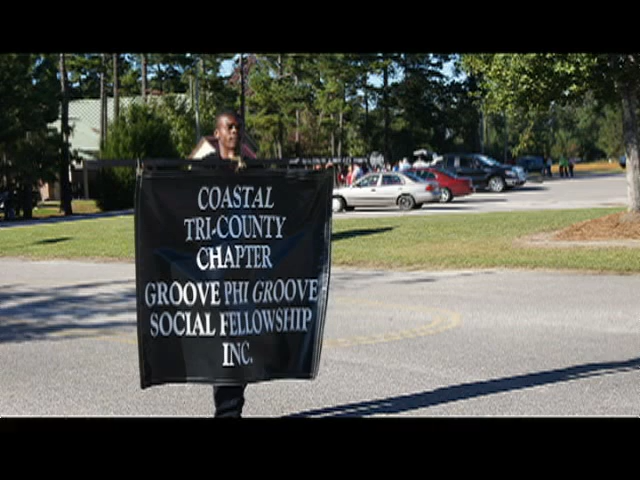 COASTAL
TRI-COUNTY
CHAPTER
GROOVE PHI GROOVE
SOCIAL FELLOWSHIP
INC.